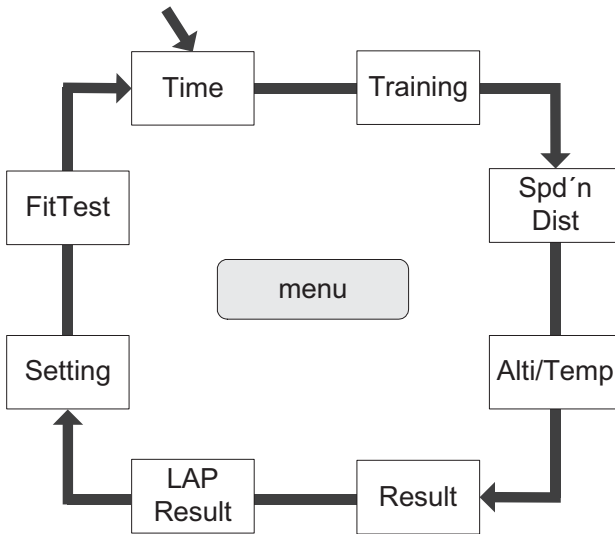 Time
Training
Spd´n
Dist
FitTest
menu
Setting
Alti/Temp
LAP
Result
Result